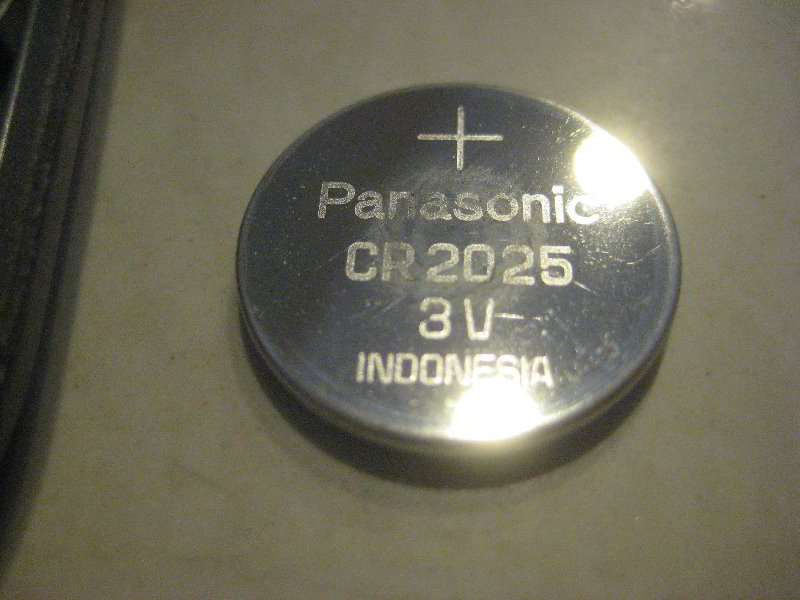 +
Panasonic
CR2025
3V
INDONESIA